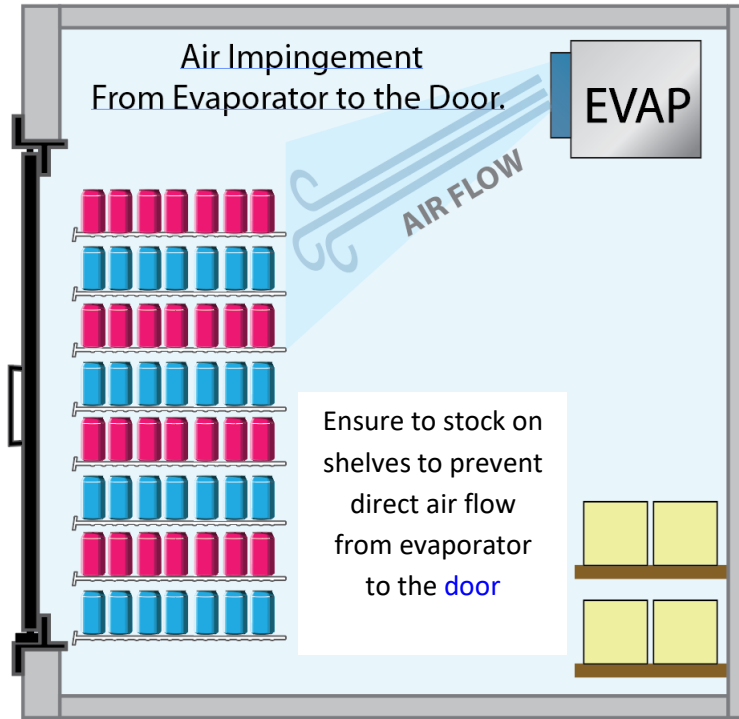 Air Impingement
From Evaporator to the Door.
EVAP
AIR FLOW
Ensure to stock on
shelves to prevent
direct air flow
from evaporator
to the door